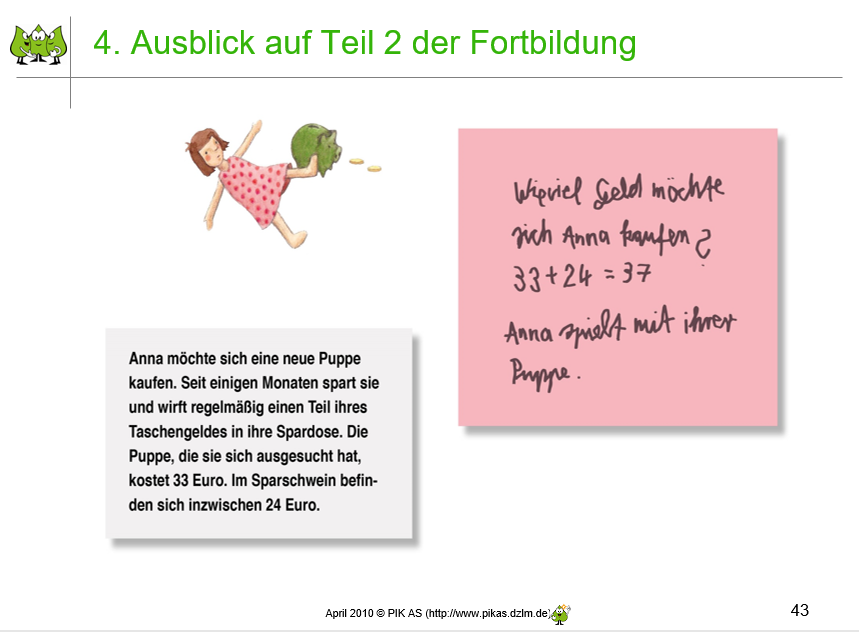 4. Ausblick auf Teil 2 der Fortbildung
Anna möchte sich eine neue Puppe
kaufen. Seit einigen Monaten spart sie
und wirft regelmäßig einen Teil ihres
Taschengeldes in ihre Spardose. Die
Puppe, die sie sich ausgesucht hat,
kostet 33 Euro. Im Sparschwein befin-
den sich inzwischen 24 Euro.
Wieviel Geld möchte
sich Anna kaufen?
33+24 = 37
Anna spielt mit ihrer
Puppe.
April 2010 © PIK AS (http://www.pikas.dzlm.de)
43